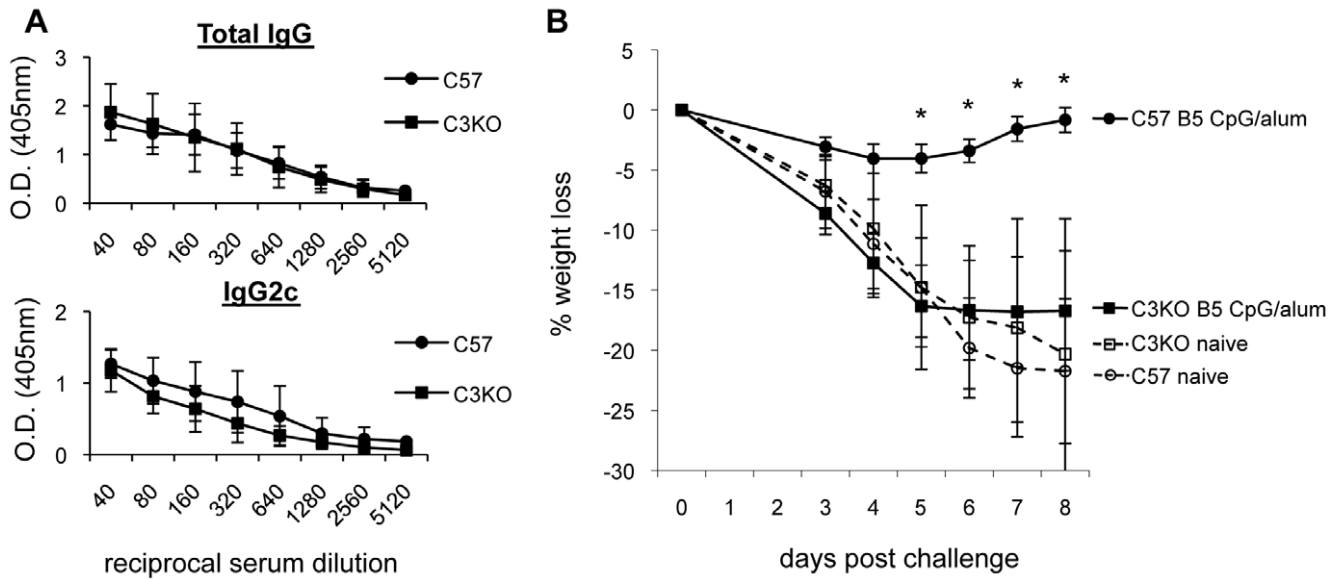 A
Total IgG
O.D. (405nm)
3
2
1
0
40 80 160 320 640 1280 2560 5120
C57
C3KO
IgG2c
O.D. (405nm)
2
1
0
40 80 160 320 640 1280 2560 5120
C57
C3KO
reciprocal serum dilution
B
% weight loss
5
0
-5
-10
-15
-20
-25
-30
* * * *
0 1 2 3 4 5 6 7 8
days post challenge
C57 B5 CpG/alum
C3KO B5 CpG/alum
C3KO naive
C57 naive